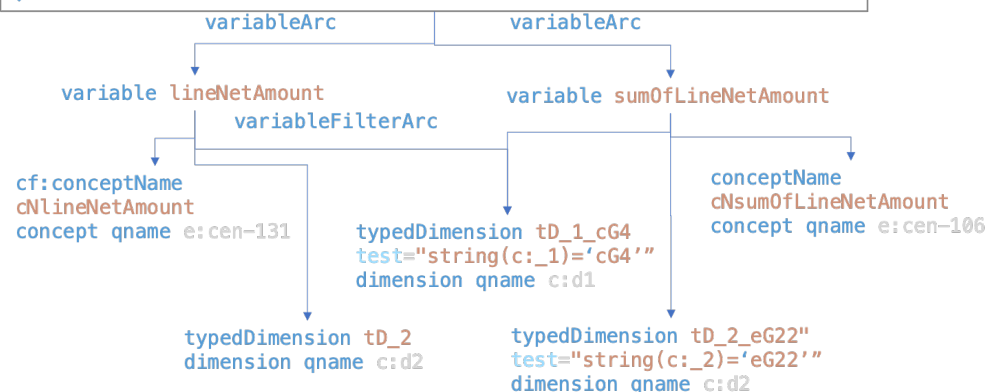 variableArc
variableArc
variable lineNetAmount
variable sumOfLineNetAmount
variableFilterArc
cf:conceptName
cNlineNetAmount
concept qname e:cen-131
conceptName
cNsumOfLineNetAmount
concept qname e:cen-106
typedDimension tD_1_cG4
test="string(c:_1)=‘cG4’”
dimension qname c:d1
typedDimension tD_2
dimension qname c:d2
typedDimension tD_2_eG22"
test="string(c:_2)=‘eG22’”
dimension qname c:d2